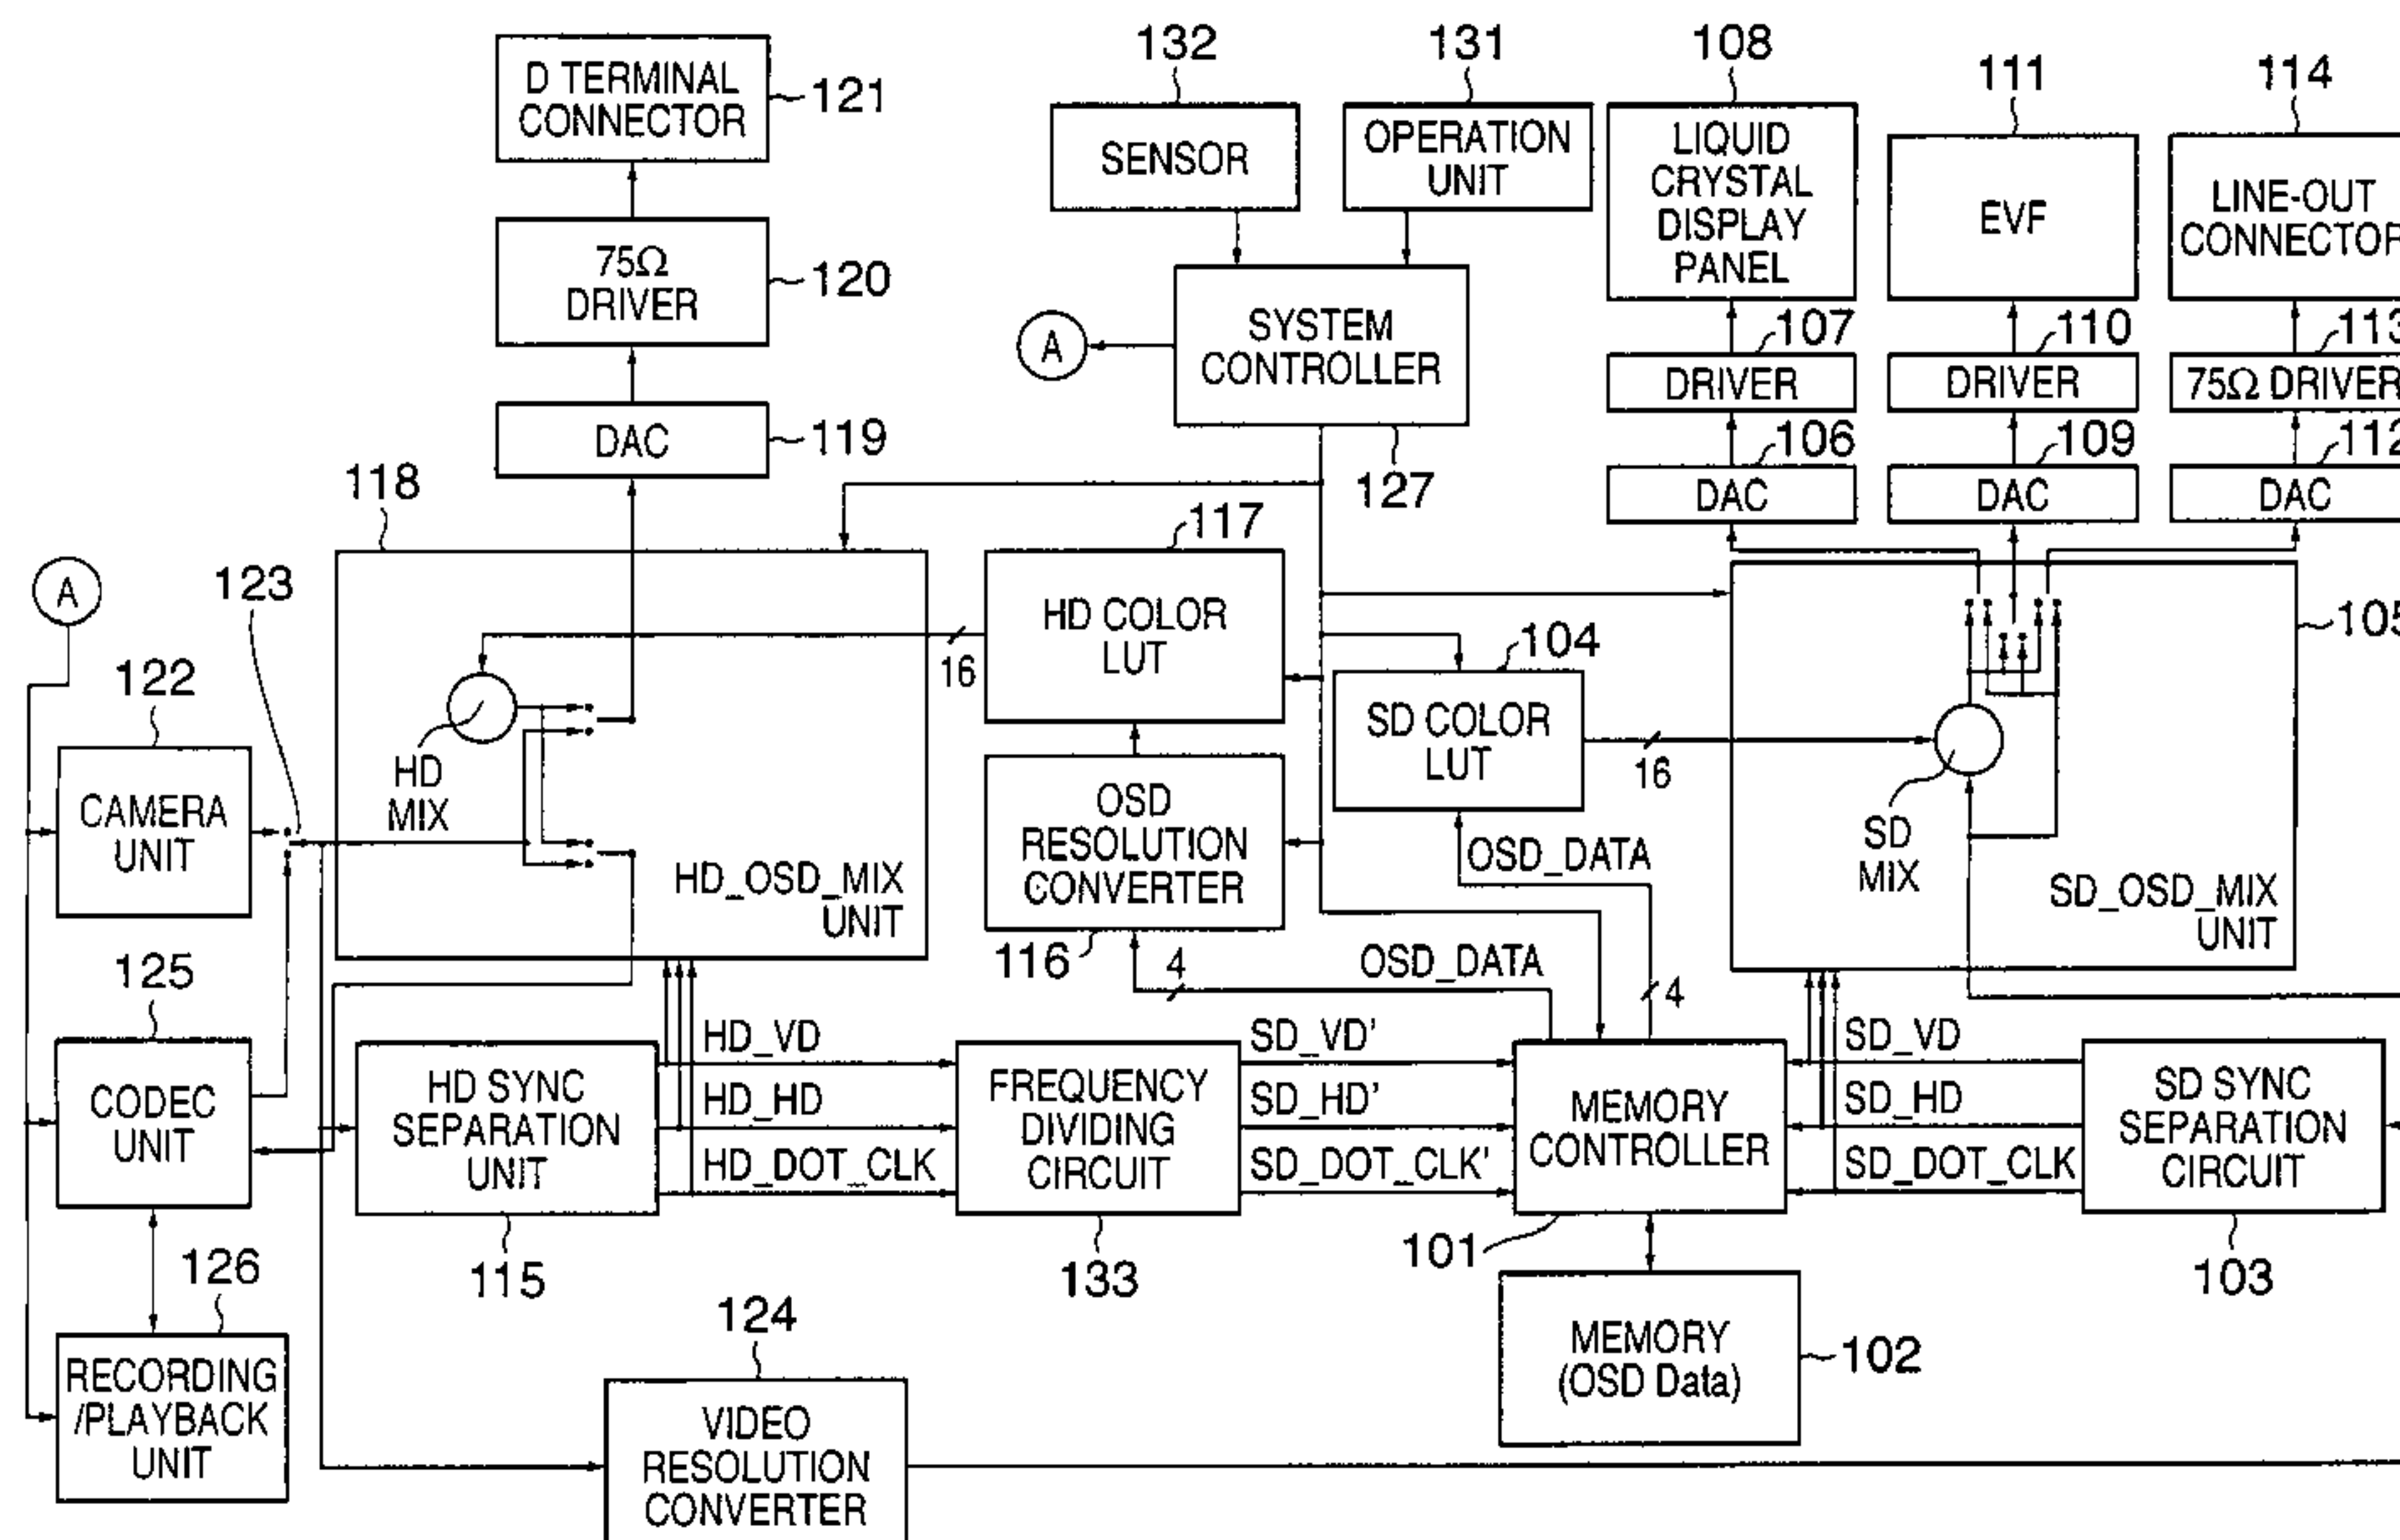 132
131
108
111
114
D TERMINAL
CONNECTOR
121
SENSOR
OPERATION
UNIT
LIQUID
CRYSTAL
DISPLAY
PANEL
EVF
LINE-OUT
CONNECTOR
75Ω
DRIVER
120
A
SYSTEM
CONTROLLER
107
110
113
DRIVER
DRIVER
75Ω DRIVER
DAC
119
106
109
112
118
127
DAC
DAC
DAC
117
A
123
HD COLOR
LUT
104
105
122
16
SD COLOR
LUT
16
HD
MIX
CAMERA
UNIT
HD_OSD_MIX
UNIT
OSD
RESOLUTION
CONVERTER
OSD_DATA
SD
MIX
SD_OSD_MIX
UNIT
125
116
4
OSD_DATA
4
CODEC
UNIT
HD SYNC
SEPARATION
UNIT
HD_VD
HD_HD
HD_DOT_CLK
FREQUENCY
DIVIDING
CIRCUIT
SD_VD'
SD_HD'
SD_DOT_CLK'
MEMORY
CONTROLLER
SD_VD
SD_HD
SD_DOT_CLK
SD SYNC
SEPARATION
CIRCUIT
126
115
133
101
103
124
RECORDING
/PLAYBACK
UNIT
MEMORY
(OSD Data)
102
VIDEO
RESOLUTION
CONVERTER